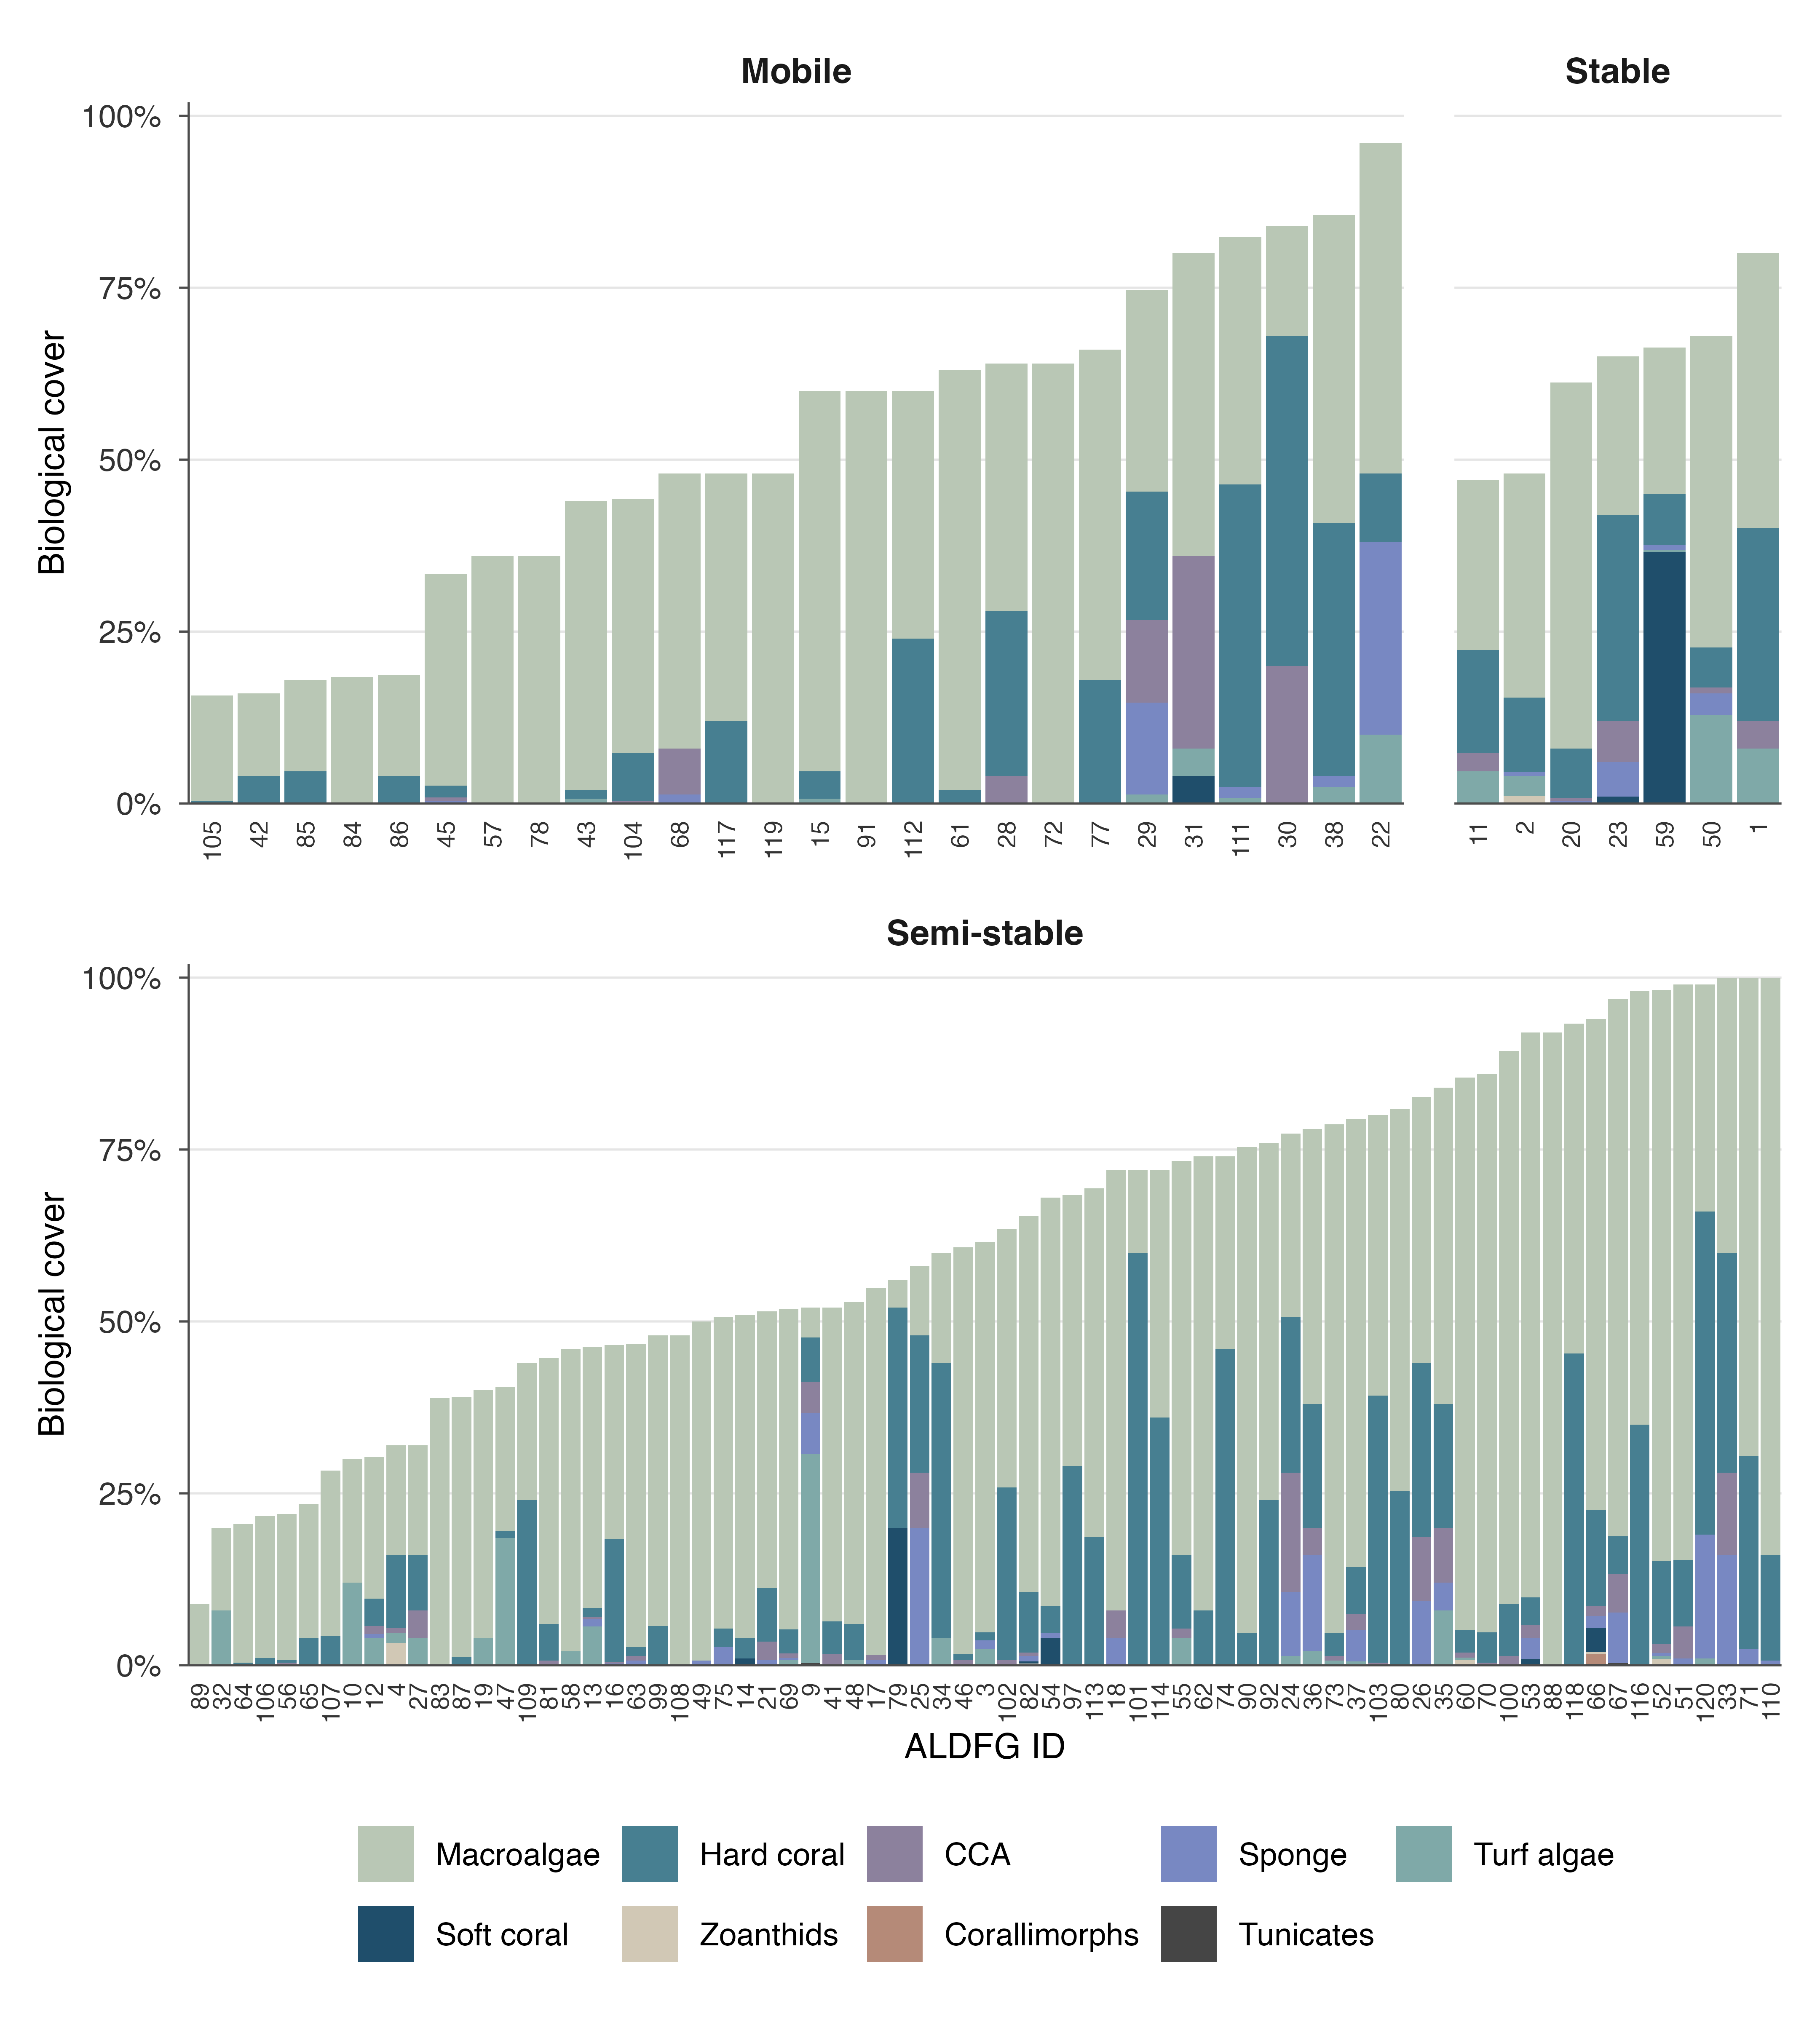 Mobile
Stable
100%
75%
50%
25%
0%
Biological cover
105 42 85 84 86 45 57 78 43 104 68 117 119 15 91 112 61 28 72 77 29 31 111 30 38 22
11 2 20 23 59 50 1
Semi-stable
100%
75%
50%
25%
0%
Biological cover
89 32 64 106 56 65 107 10 12 4 27 83 87 19 47 109 81 58 13 16 63 99 108 49 75 14 21 69 9 41 48 17 79 25 34 46 3 102 82 54 97 113 18 101 114 55 62 74 90 92 24 36 73 37 103 80 26 35 60 70 100 53 88 118 66 67 116 52 51 120 33 71 110
ALDFG ID
Macroalgae Hard coral CCA Sponge Turf algae
Soft coral Zoanthids Corallimorphs Tunicates